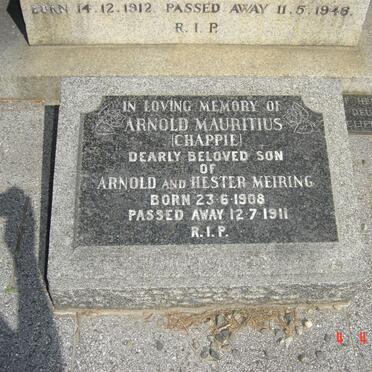 BORN 14.12.1912. PASSED AWAY 11.5.1946.
R.I.P.
IN LOVING MEMORY OF
ARNOLD MAURITIUS
(CHAPPIE)
DEARLY BELOVED SON
OF
ARNOLD AND HESTER MEIRING
BORN 23·6·1908
PASSED AWAY 12·7·1911
R.I.P.